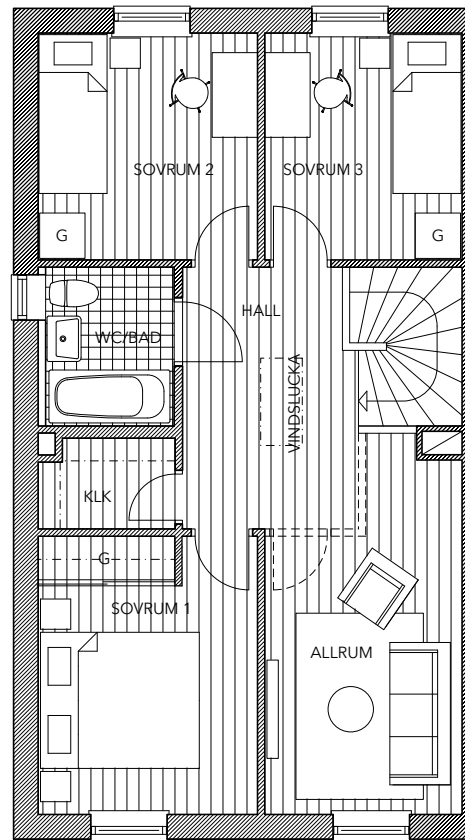 SOVRUM 2
SOVRUM 3
G
G
HALL
WC/BAD
VINDSLUCKA
KLK
G
SOVRUM 1
ALLRUM